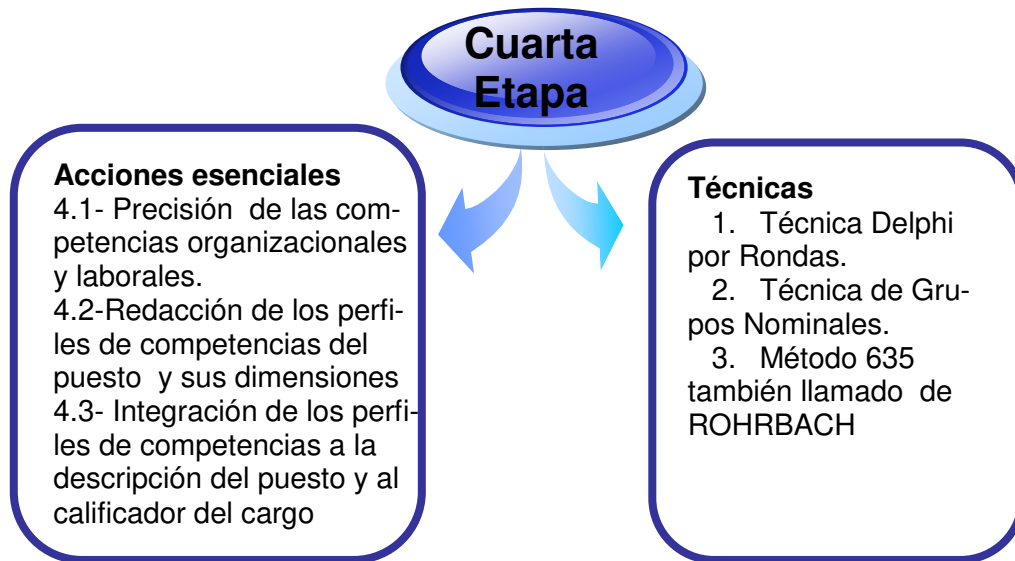 Cuarta
Etapa
Acciones esenciales
4.1- Precisión de las com-
petencias organizacionales
y laborales.
4.2-Redacción de los perfi-
les de competencias del
puesto y sus dimensiones
4.3- Integración de los perfi-
les de competencias a la
descripción del puesto y al
calificador del cargo
Técnicas
1. Técnica Delphi
por Rondas.
2. Técnica de Gru-
pos Nominales.
3. Método 635
también llamado de
ROHRBACH